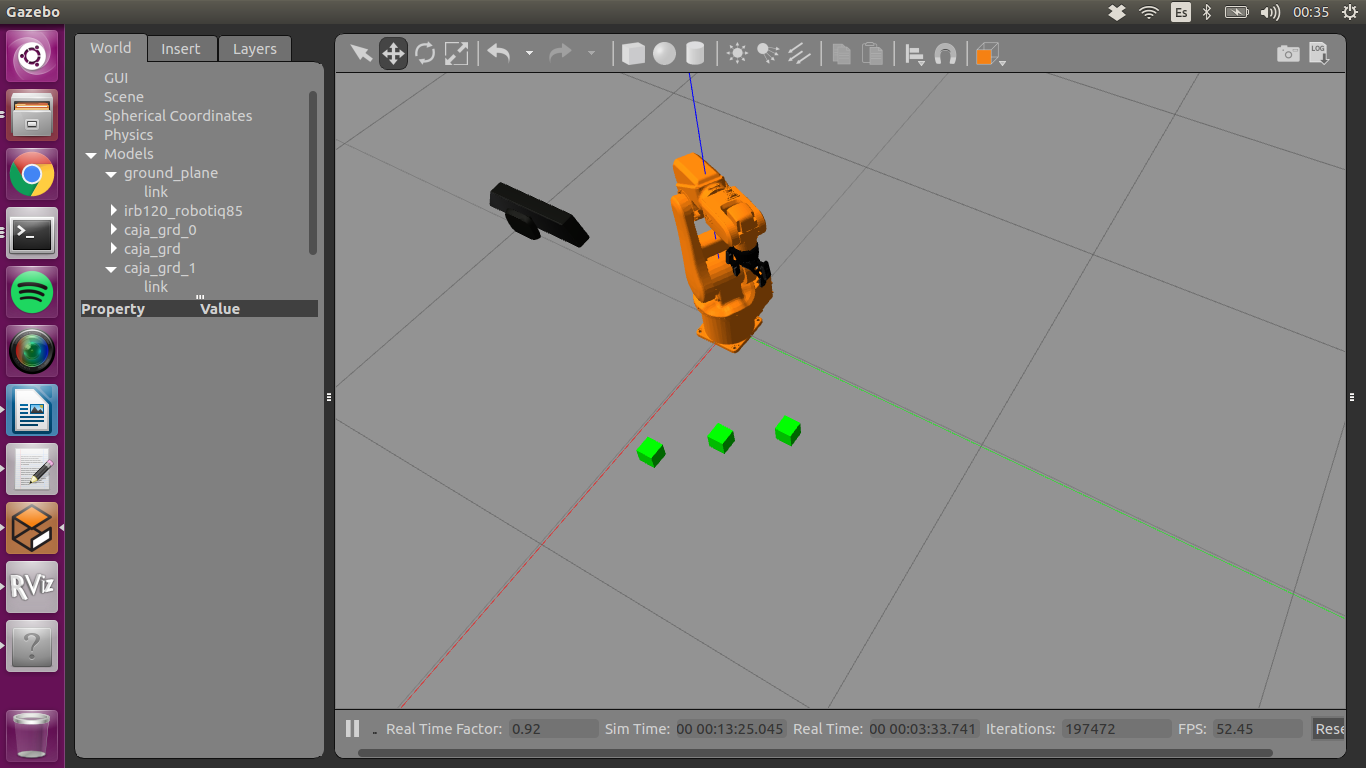 Gazebo
Es
00:35
World Insert Layers
GUI
Scene
Spherical Coordinates
Physics
Models
ground_plane
link
irb120_robotiq85
caja_grd_0
caja_grd
caja_grd_1
link
Property Value
LOG
RViz
?
Real Time Factor: 0.92 Sim Time: 00 00:13:25.045 Real Time: 00 00:03:33.741 Iterations: 197472 FPS: 52.45 Rese